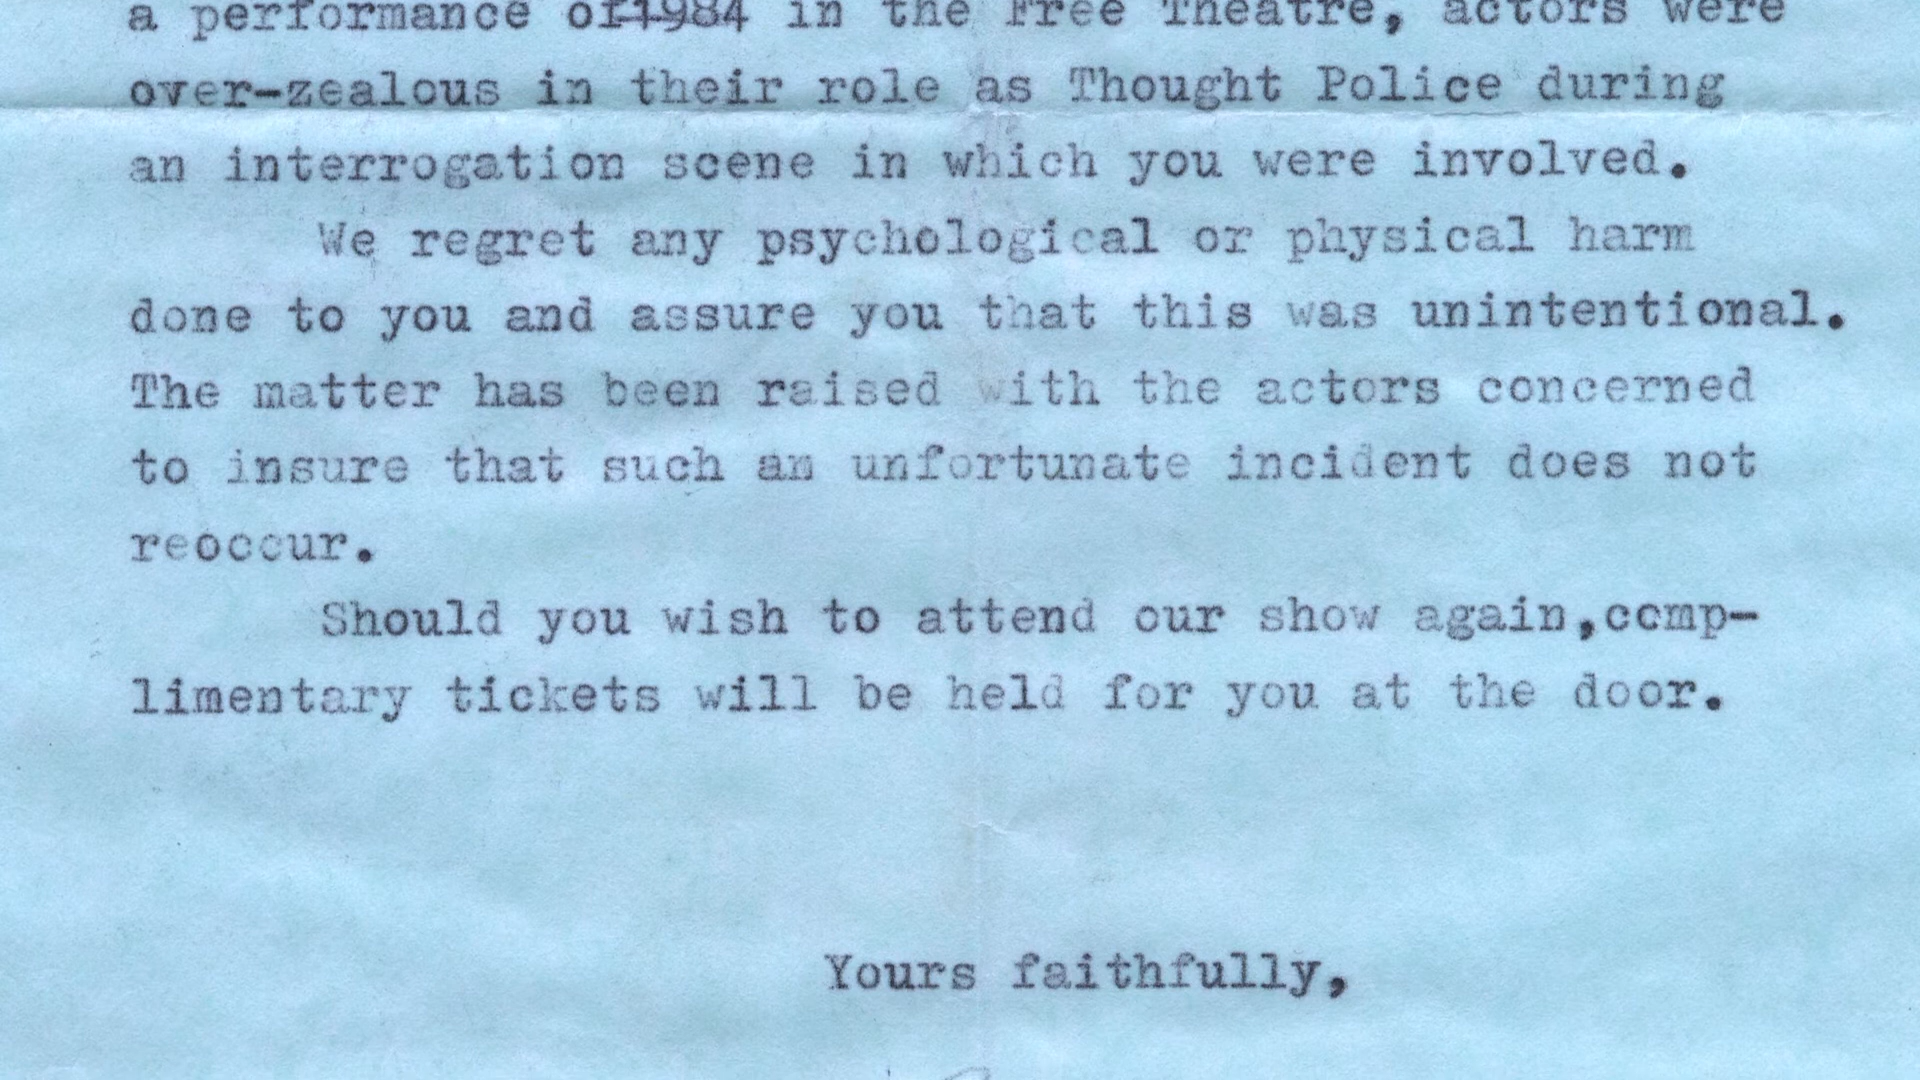 a performance of 1984 in the Free Theatre, actors were
over-zealous in their role as Thought Police during
an interrogation scene in which you were involved.
We regret any psychological or physical harm
done to you and assure you that this was unintentional.
The matter has been raised with the actors concerned
to insure that such an unfortunate incident does not
reoccur.
Should you wish to attend our show again,comp-
limentary tickets will be held for you at the door.
Yours faithfully,